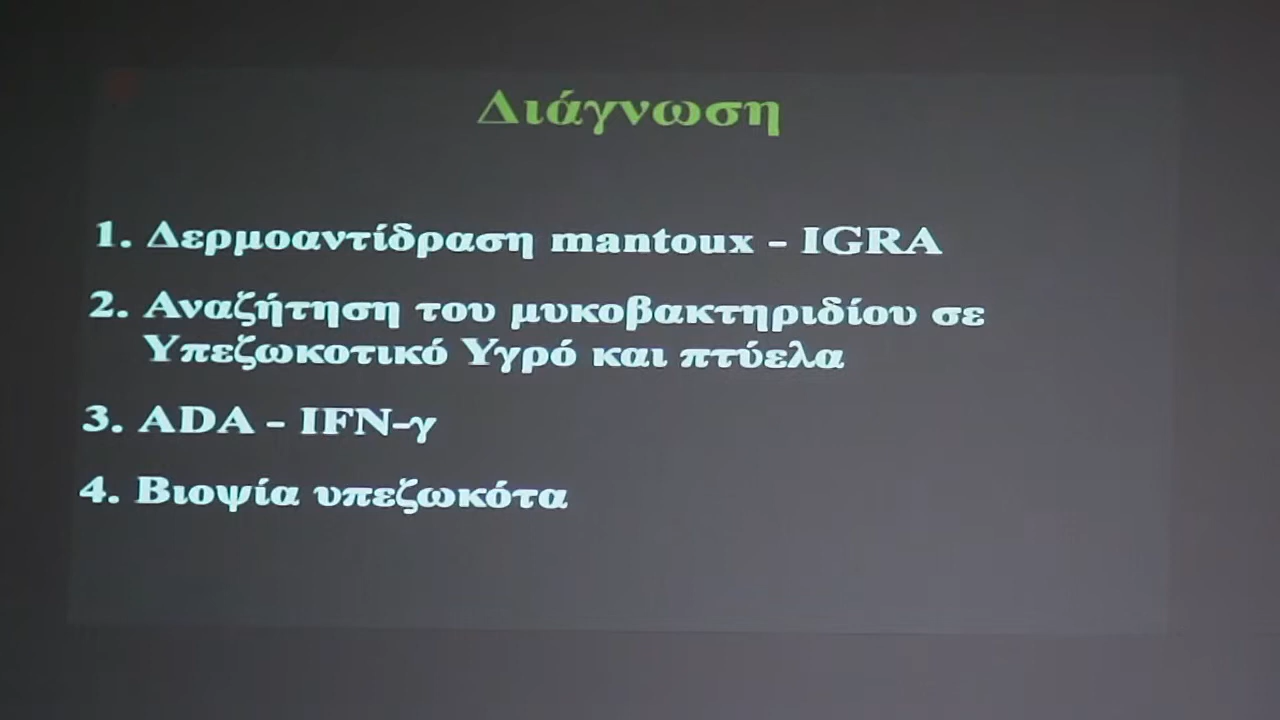 Διάγνωση
1. Δερμοαντίδραση mantoux - IGRA
2. Αναζήτηση του μυκοβακτηριδίου σε
Υπεζωκοτικό Υγρό και πτύελα
3. ADA - IFN-γ
4. Βιοψία υπεζωκότα